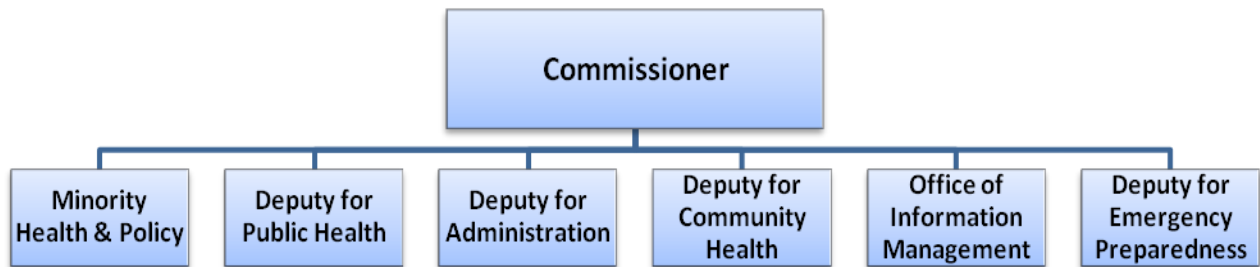 Commissioner
Minority
Health & Policy
Deputy for
Public Health
Deputy for
Administration
Deputy for
Community
Health
Office of
Information
Management
Deputy for
Emergency
Preparedness